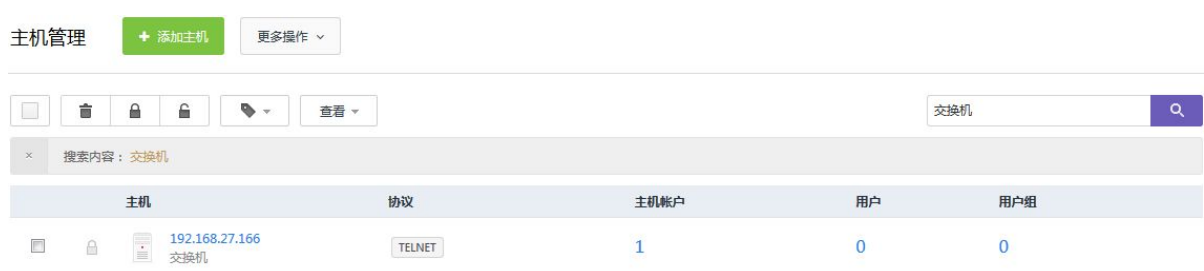 主机管理 添加主机 更多操作
查看 交换机
× 搜索内容： 交换机
主机 协议 主机帐户 用户 用户组
192.168.27.166 TELNET 1 0 0
交换机